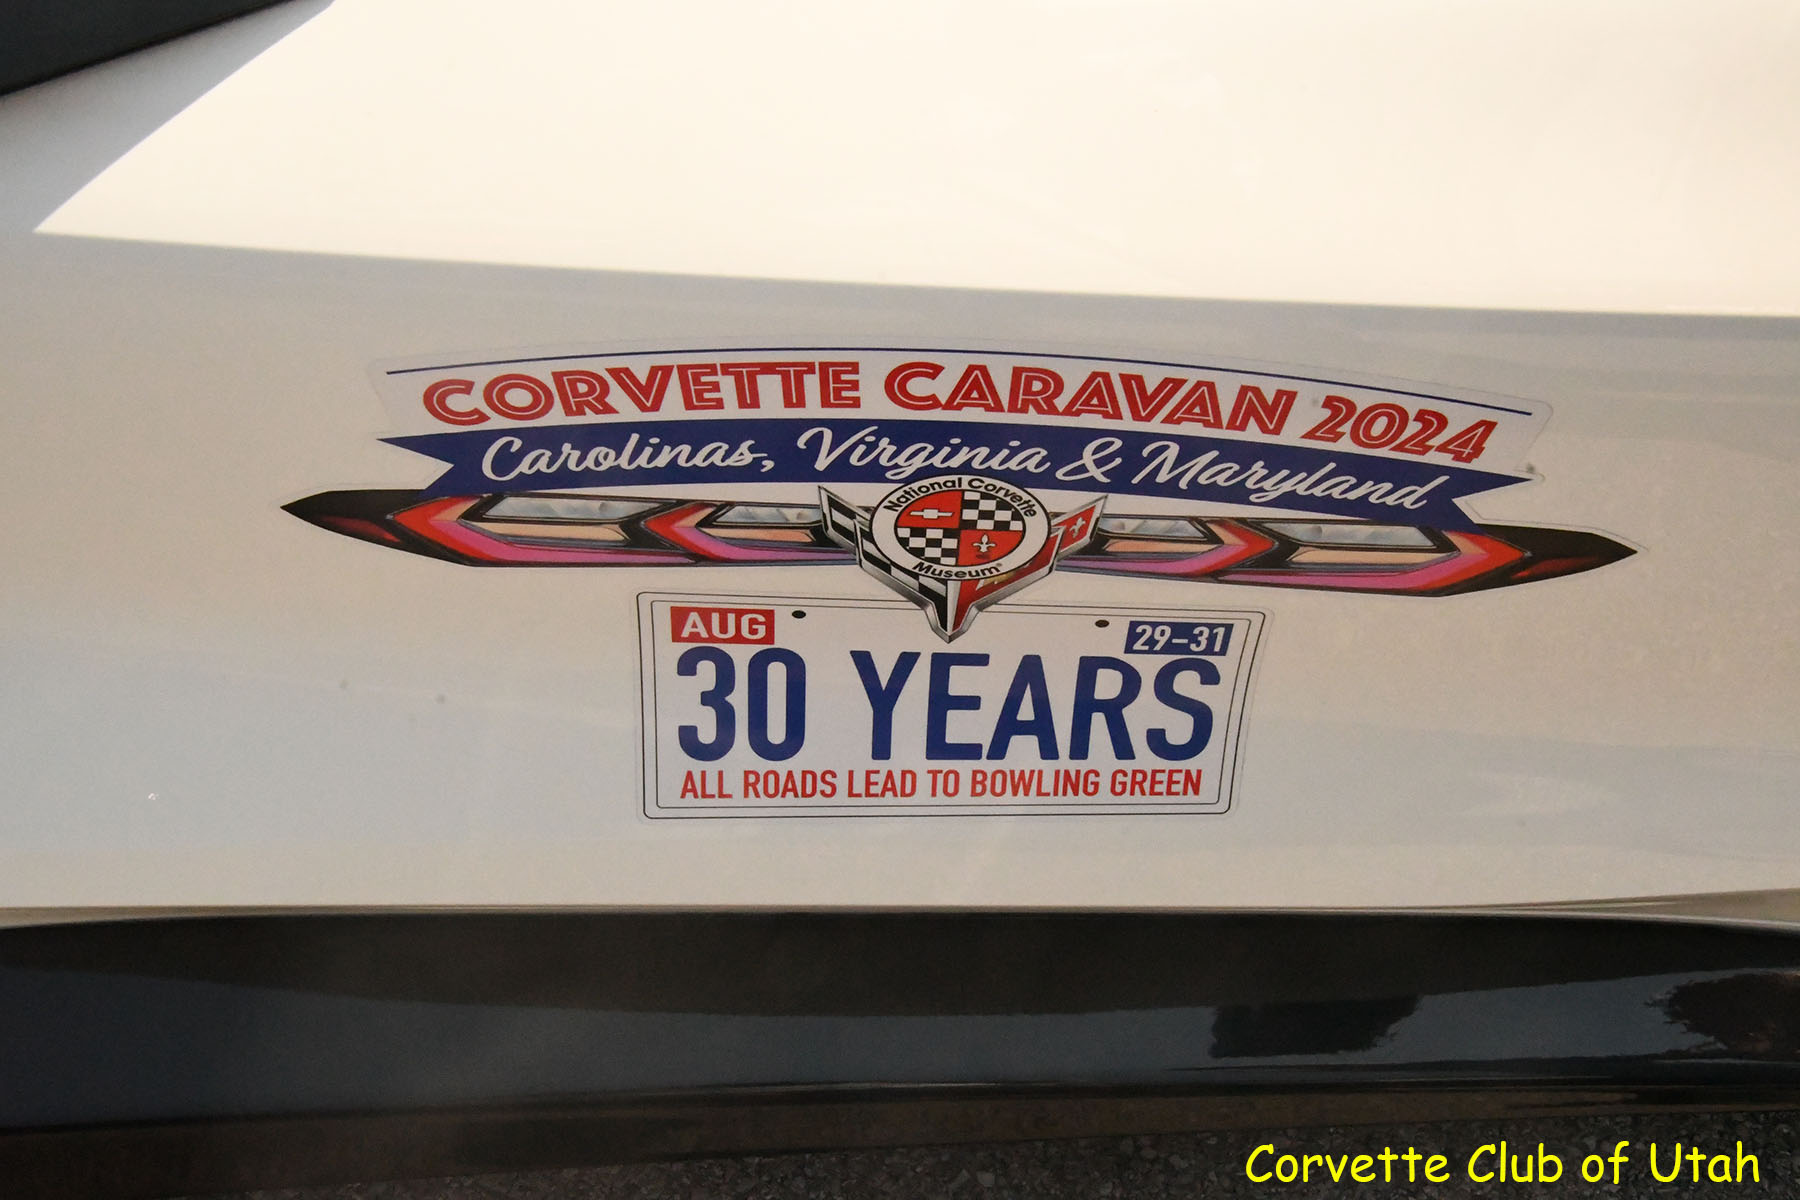 CORVETTE CARAVAN 2024
Carolinas, Virginia & Maryland
National Corvette
Museum®
AUG
29-31
30 YEARS
ALL ROADS LEAD TO BOWLING GREEN
Corvette Club of Utah